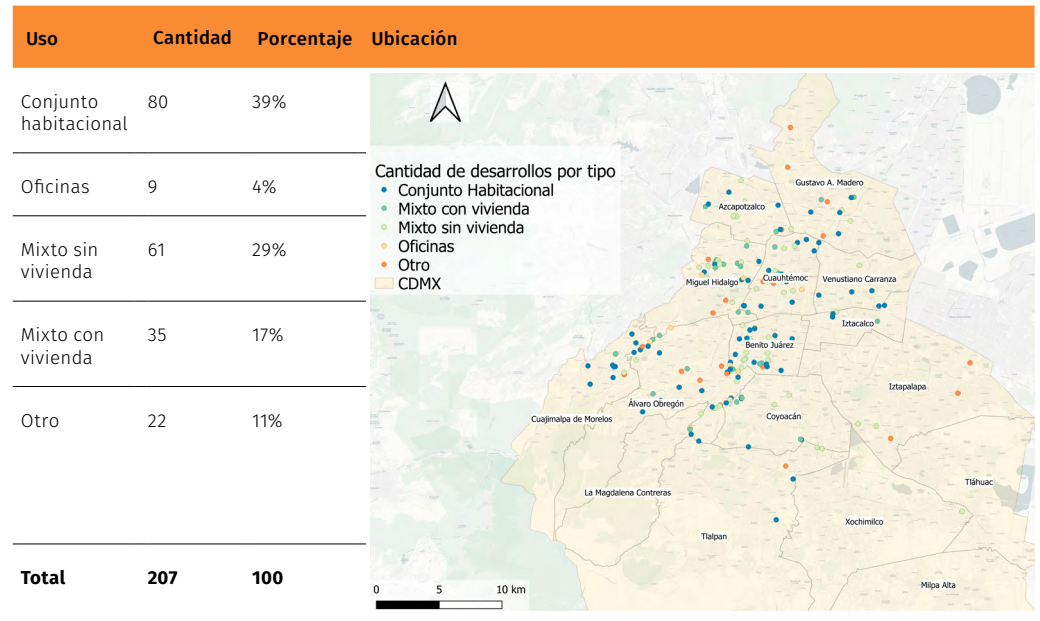 Uso Cantidad Porcentaje Ubicación
Conjunto 80 39%
habitacional
Oficinas 9 4%
Mixto sin 61 29%
vivienda
Mixto con 35 17%
vivienda
Otro 22 11%
Total 207 100
Cantidad de desarrollos por tipo
Conjunto Habitacional
Mixto con vivienda
Mixto sin vivienda
Oficinas
Otro
CDMX
Gustavo A. Madero
Azcapotzalco
Miguel Hidalgo
Cuauhtémoc
Venustiano Carranza
Iztacalco
Benito Juárez
Iztapalapa
Álvaro Obregón
Cuajimalpa de Morelos
Coyoacán
La Magdalena Contreras
Tláhuac
Xochimilco
Tlalpan
Milpa Alta
0 5 10 km